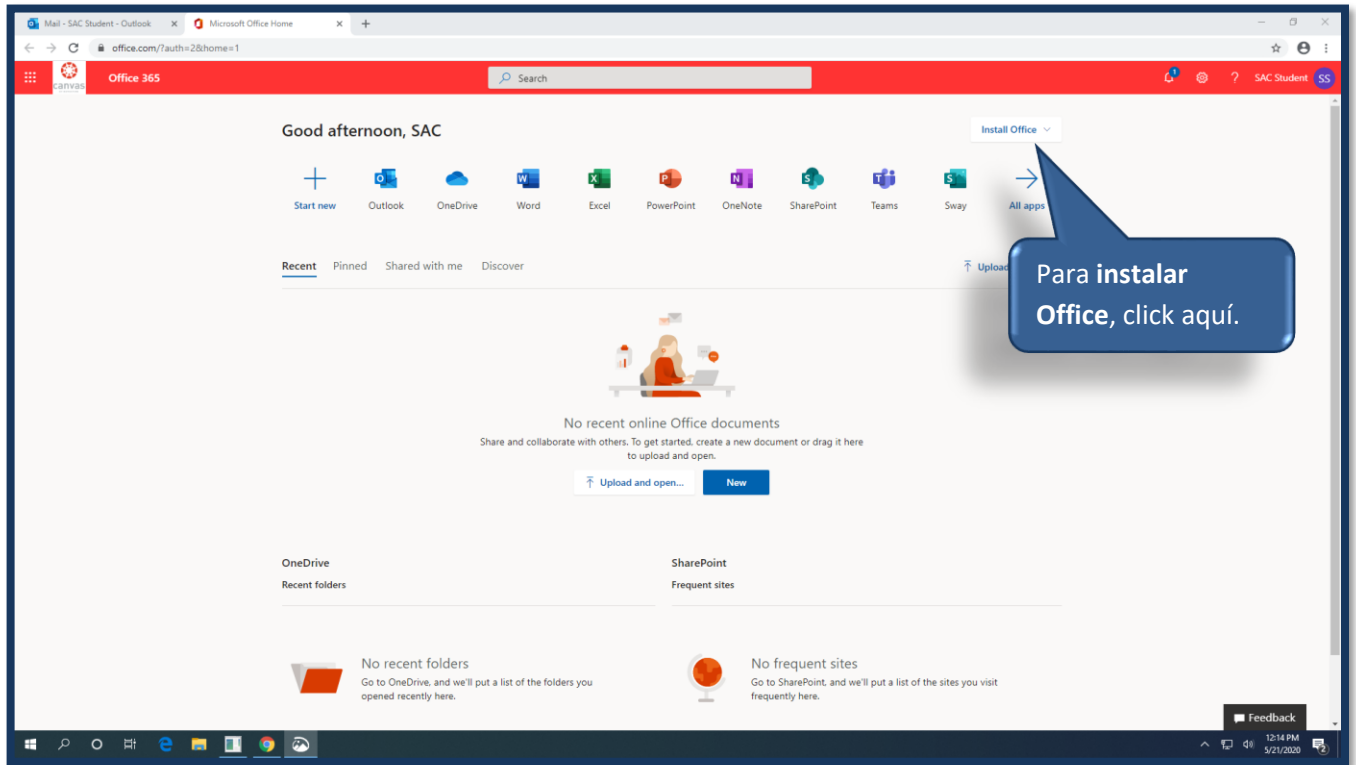 Mail - SAC Student - Outlook
Microsoft Office Home
office.com/?auth=2&home=1
canvas
Office 365
Search
1
?
SAC Student
SS
Good afternoon, SAC
Install Office
Start new
Outlook
OneDrive
Word
Excel
PowerPoint
OneNote
SharePoint
Teams
Sway
All apps
Recent
Pinned
Shared with me
Discover
Upload
Para instalar
Office, click aquí.
No recent online Office documents
Share and collaborate with others. To get started, create a new document or drag it here
to upload and open.
Upload and open...
New
OneDrive
SharePoint
Recent folders
Frequent sites
No recent folders
Go to OneDrive, and we'll put a list of the folders you
opened recently here.
No frequent sites
Go to SharePoint, and we'll put a list of the sites you visit
frequently here.
Feedback
12:14 PM
5/21/2020
2